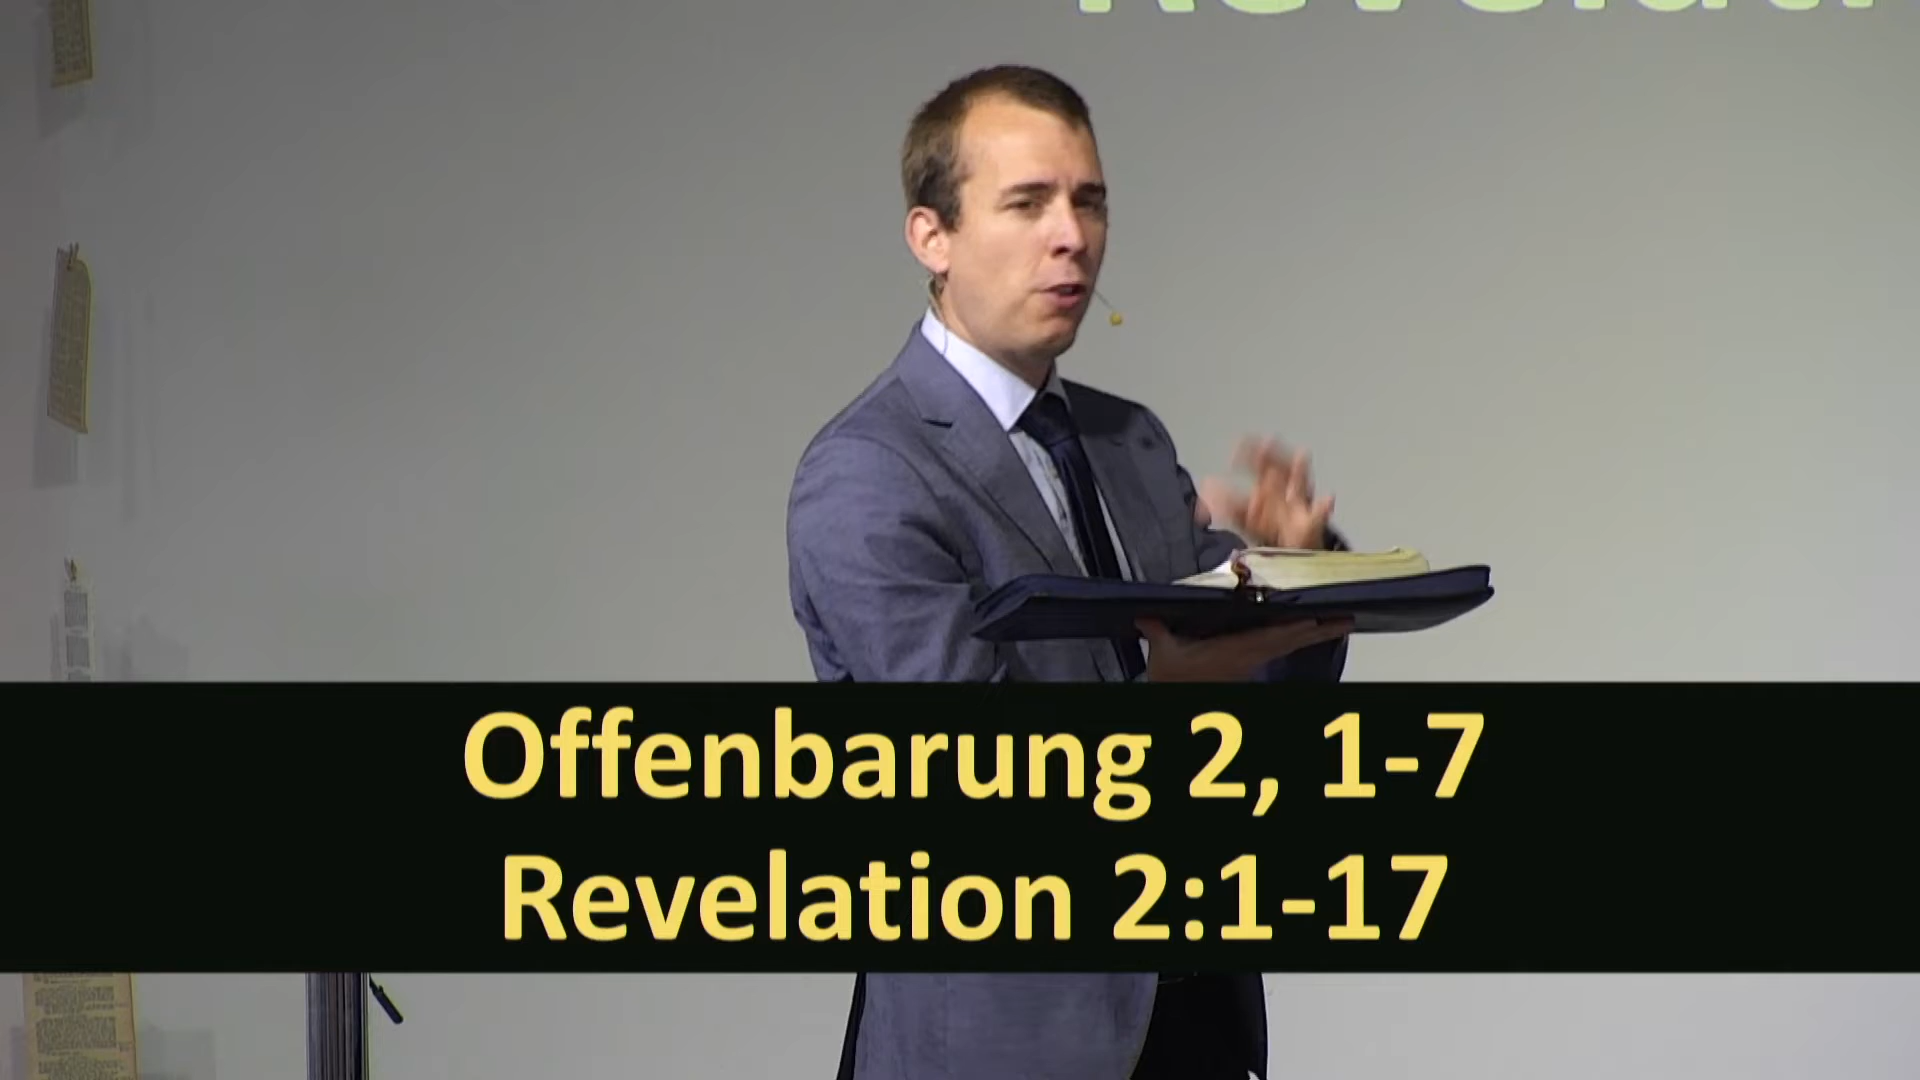 Offenbarung 2, 1-7
Revelation 2:1-17